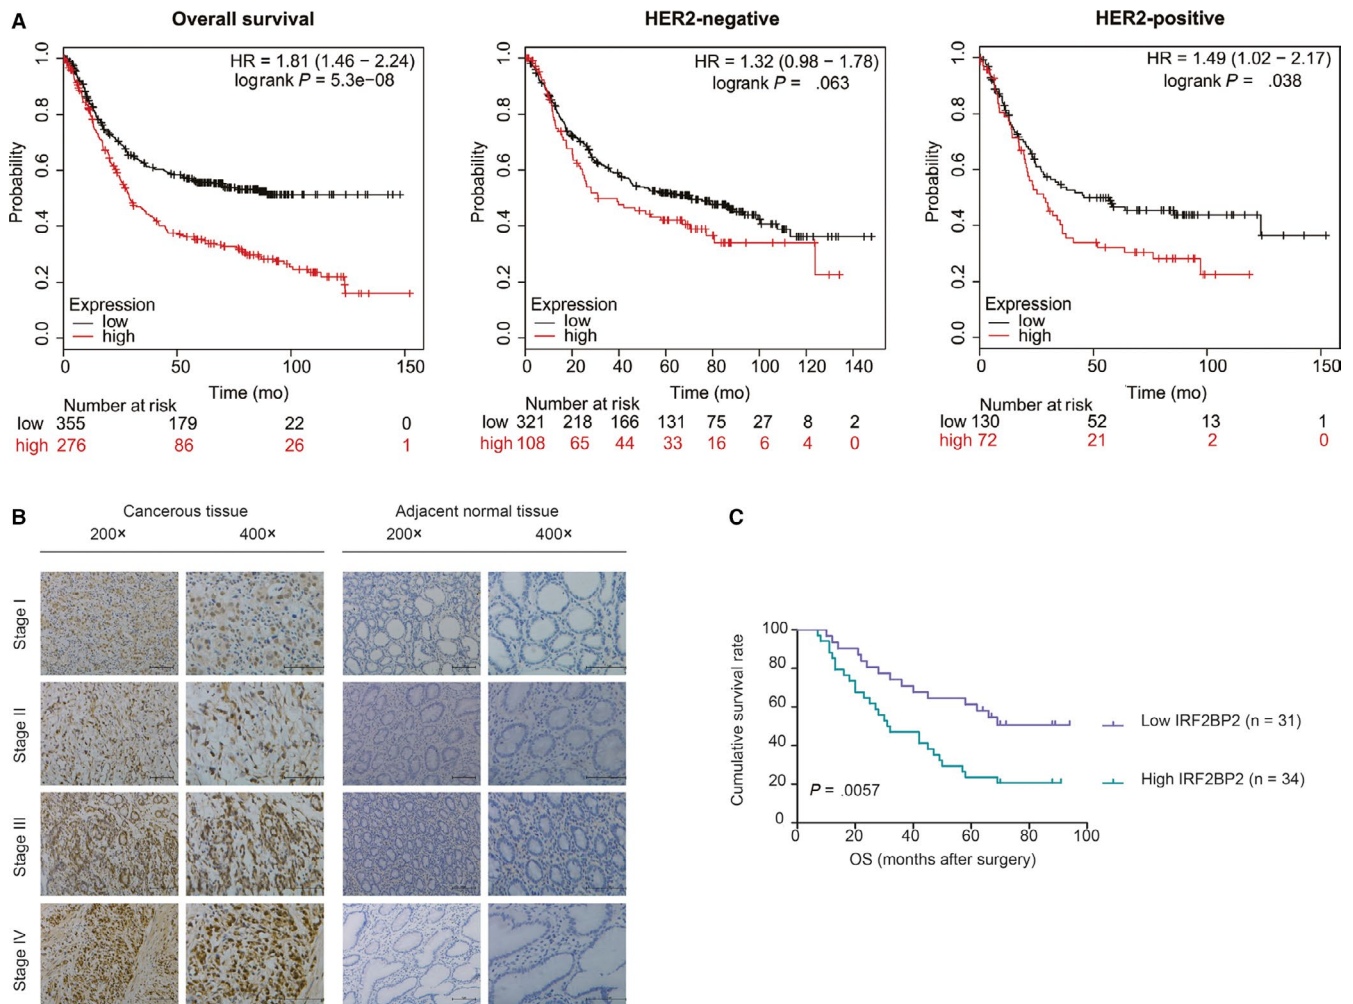 A
Overall survival
HR = 1.81 (1.46 − 2.24)
logrank P = 5.3e−08
Probability
1.0
0.8
0.6
0.4
0.2
0.0
Expression
low
high
0 50 100 150
Time (mo)
Number at risk
low 355 179 22 0
high 276 86 26 1
HER2-negative
HR = 1.32 (0.98 − 1.78)
logrank P = .063
Probability
1.0
0.8
0.6
0.4
0.2
0.0
Expression
low
high
0 20 40 60 80 100 120 140
Time (mo)
Number at risk
low 321 218 166 131 75 27 8 2
high 108 65 44 33 16 6 4 0
HER2-positive
HR = 1.49 (1.02 − 2.17)
logrank P = .038
Probability
1.0
0.8
0.6
0.4
0.2
0.0
Expression
low
high
0 50 100 150
Time (mo)
Number at risk
low 130 52 13 1
high 72 21 2 0
B
Cancerous tissue
200× 400×
Adjacent normal tissue
200× 400×
Stage I
Stage II
Stage III
Stage IV
C
Cumulative survival rate
100
80
60
40
20
0
P = .0057
0 20 40 60 80 100
OS (months after surgery)
Low IRF2BP2 (n = 31)
High IRF2BP2 (n = 34)